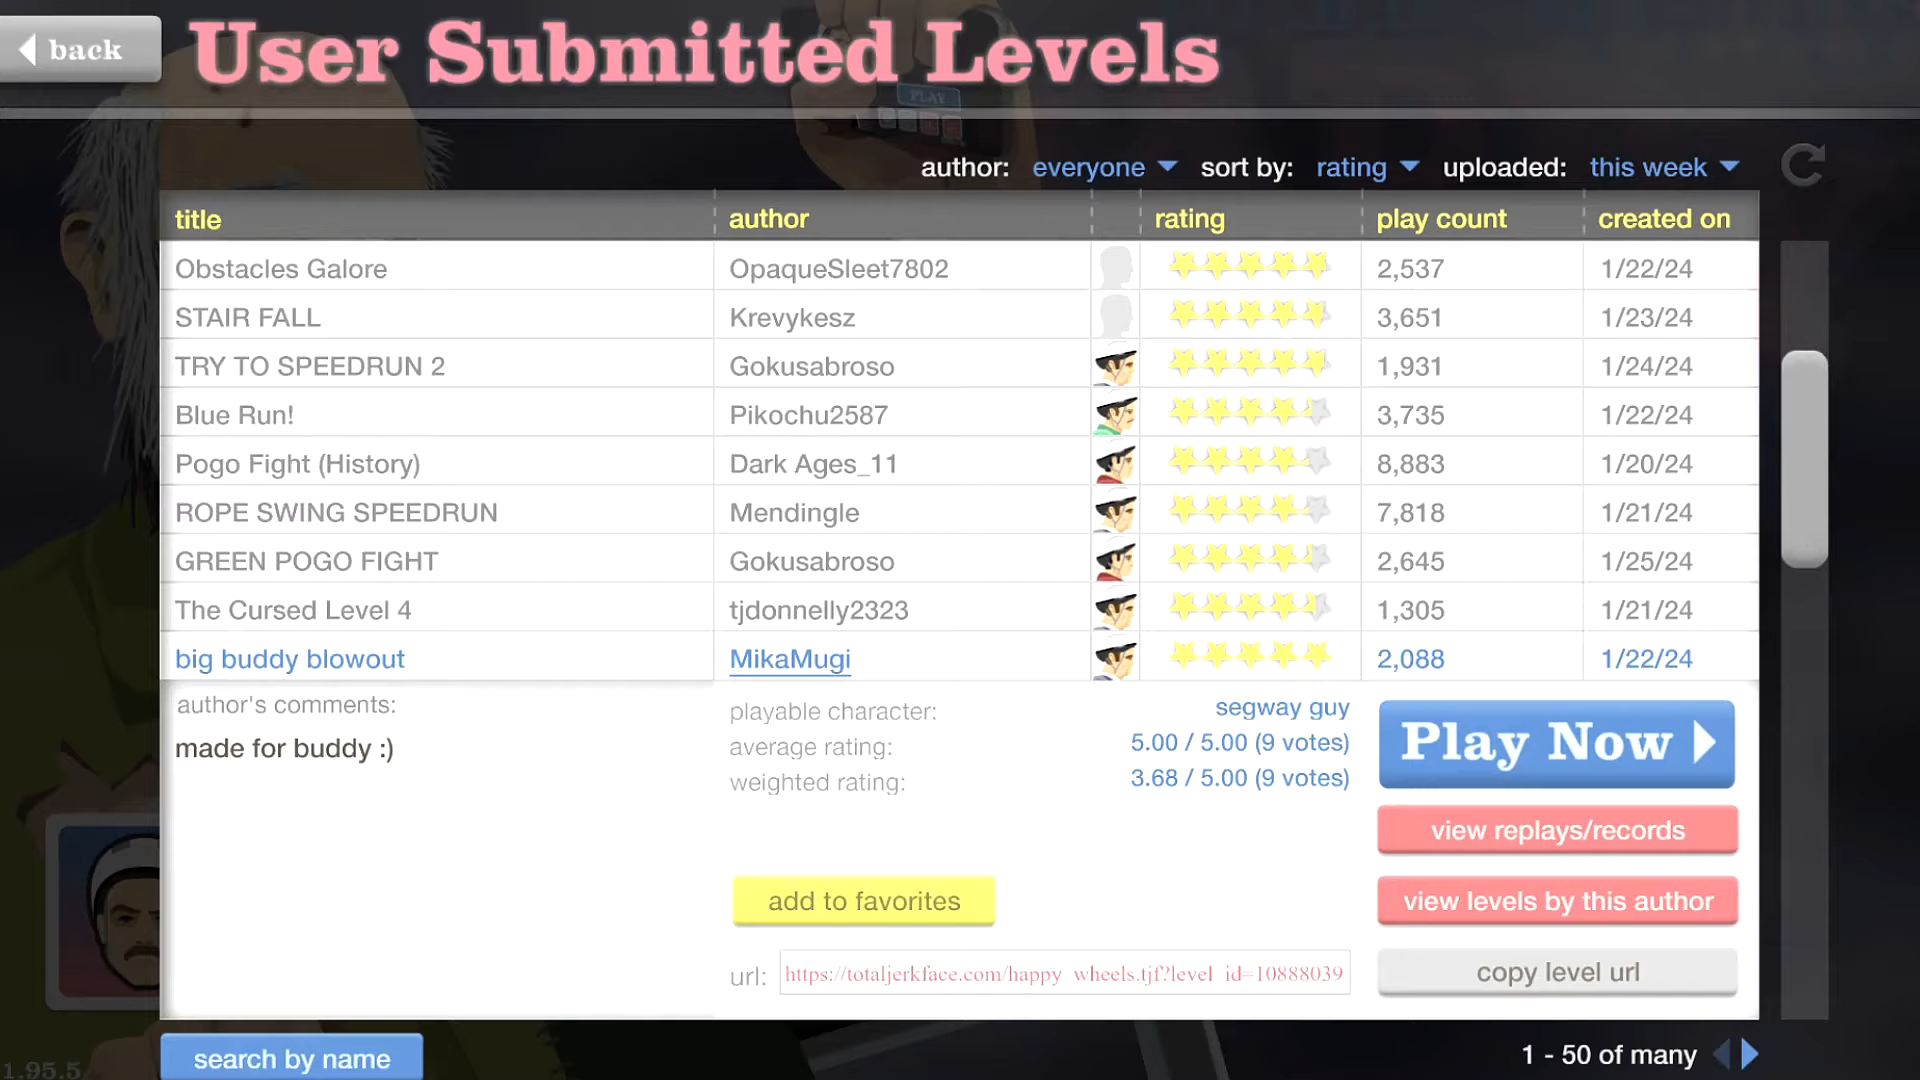 back
User Submitted Levels
PLAY
author: everyone sort by: rating uploaded: this week
title author rating play count created on
Obstacles Galore OpaqueSleet7802 2,537 1/22/24
STAIR FALL Krevykesz 3,651 1/23/24
TRY TO SPEEDRUN 2 Gokusabroso 1,931 1/24/24
Blue Run! Pikochu2587 3,735 1/22/24
Pogo Fight (History) Dark Ages_11 8,883 1/20/24
ROPE SWING SPEEDRUN Mendingle 7,818 1/21/24
GREEN POGO FIGHT Gokusabroso 2,645 1/25/24
The Cursed Level 4 tjdonnelly2323 1,305 1/21/24
big buddy blowout MikaMugi 2,088 1/22/24
author's comments:
made for buddy :)
playable character: segway guy
average rating: 5.00 / 5.00 (9 votes)
weighted rating: 3.68 / 5.00 (9 votes)
Play Now
view replays/records
add to favorites
view levels by this author
url: https://totaljerkface.com/happy_wheels.tjf?level_id=10888039
copy level url
search by name
1 - 50 of many
1.95.5